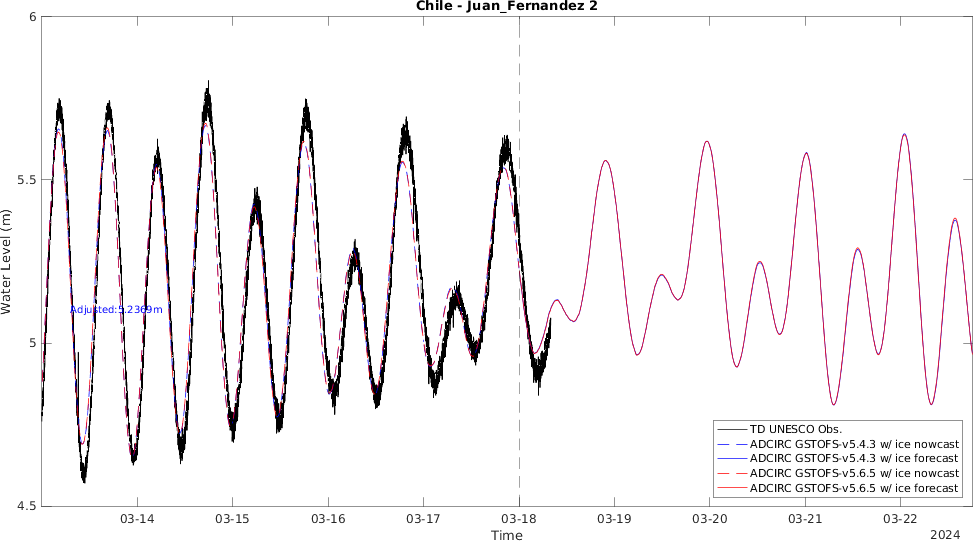 Chile - Juan_Fernandez 2
6
5.5
5
4.5
Water Level (m)
Adjusted:5.2369m
03-14 03-15 03-16 03-17 03-18 03-19 03-20 03-21 03-22
Time
2024
TD UNESCO Obs.
ADCIRC GSTOFS-v5.4.3 w/ ice nowcast
ADCIRC GSTOFS-v5.4.3 w/ ice forecast
ADCIRC GSTOFS-v5.6.5 w/ ice nowcast
ADCIRC GSTOFS-v5.6.5 w/ ice forecast